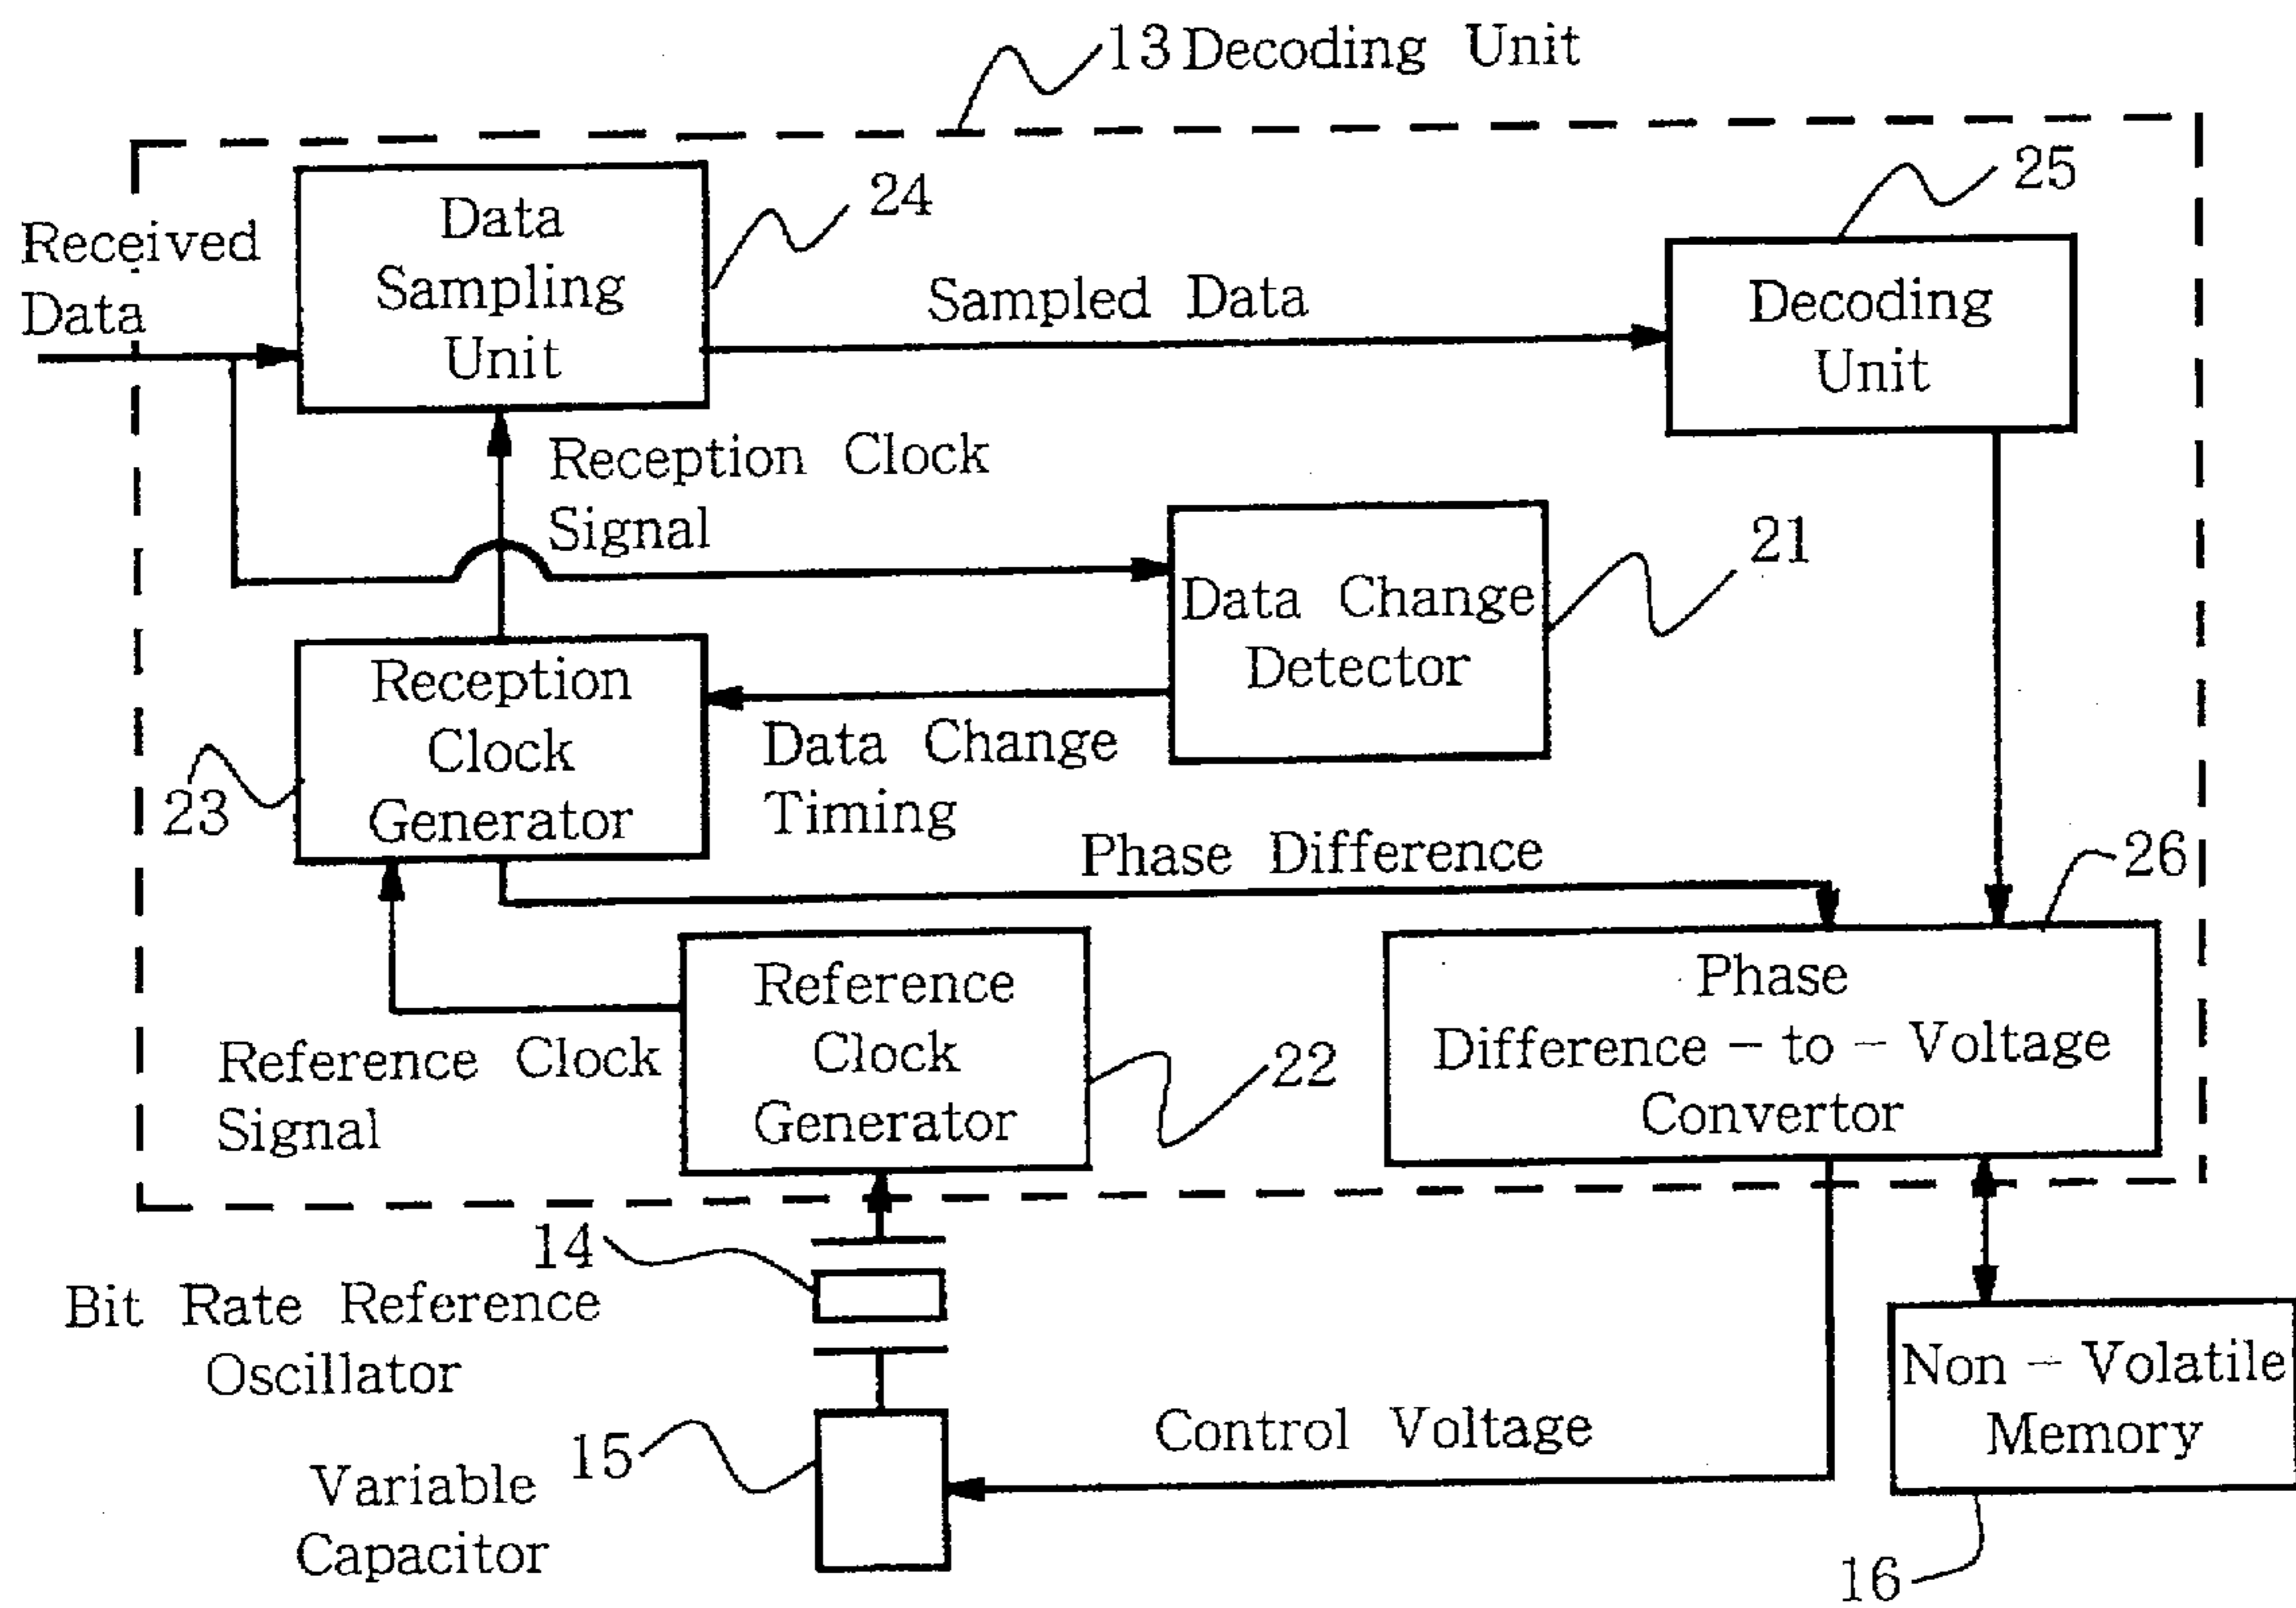 13 Decoding Unit
Received
Data
Data
Sampling
Unit
24
Sampled Data
25
Decoding
Unit
Reception Clock
Signal
Data Change
Detector
21
Reception
Clock
Generator
23
Data Change
Timing
Phase Difference
26
Reference Clock
Signal
Reference
Clock
Generator
22
Phase
Difference - to - Voltage
Convertor
14
Bit Rate Reference
Oscillator
15
Variable
Capacitor
Control Voltage
Non - Volatile
Memory
16